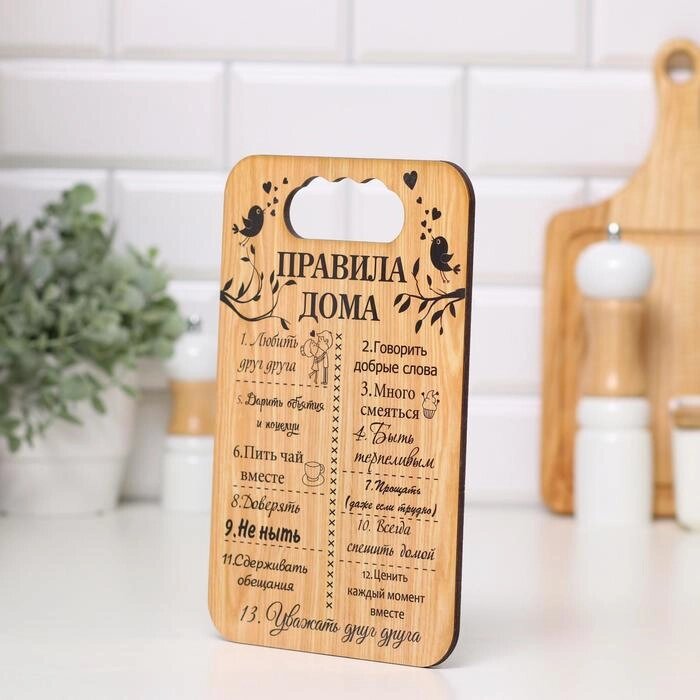 ПРАВИЛА
ДОМА
1. Любить
друг друга
2.Говорить
добрые слова
3.Много
смеяться
4. Быть
терпеливым
5. Дарить объятия
и поцелуи
6.Пить чай
вместе
7. Прощать
(даже если трудно)
8.Доверять
9.Не ныть
10. Всегда
спешить домой
11.Сдерживать
обещания
12.Ценить
каждый момент
вместе
13. Уважать друг друга